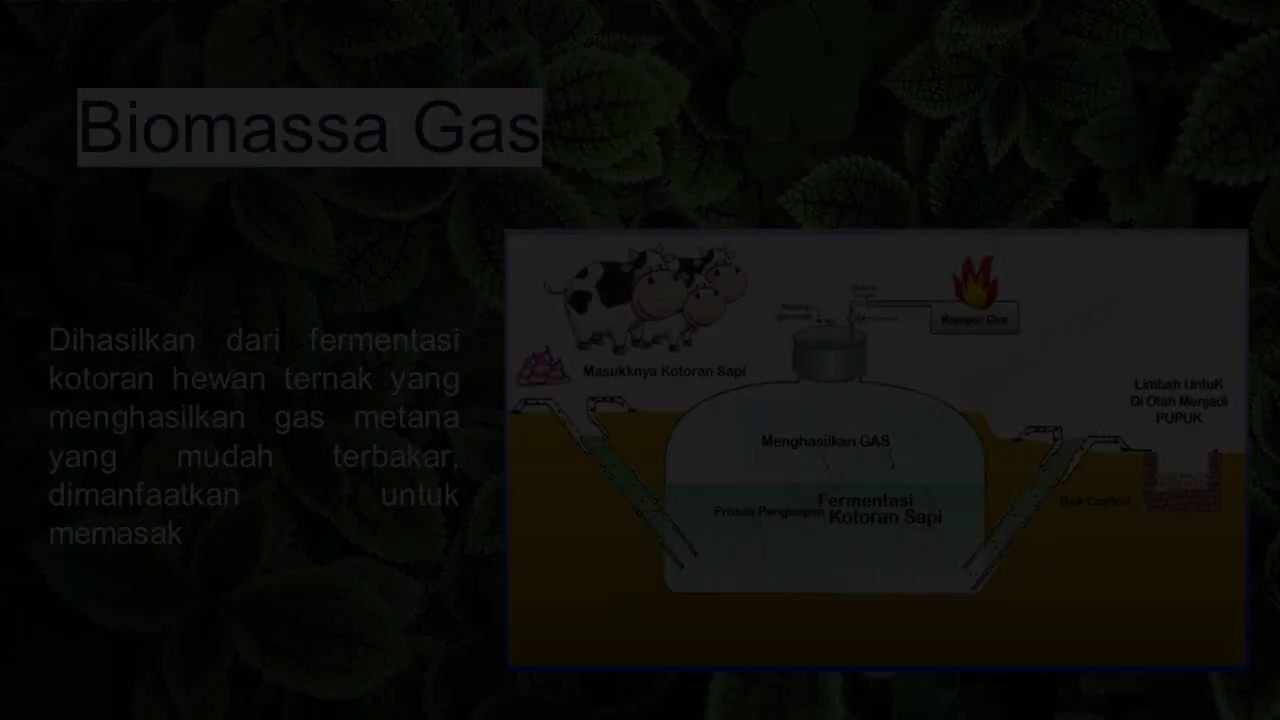 Biomassa Gas
Dihasilkan dari fermentasi
kotoran hewan ternak yang
menghasilkan gas metana
yang mudah terbakar,
dimanfaatkan untuk
memasak
Masukknya Kotoran Sapi
Kompor Gas
Limbah UntuK
Di Olah Menjadi
PUPUK
Menghasilkan GAS
Fermentasi
Kotoran Sapi